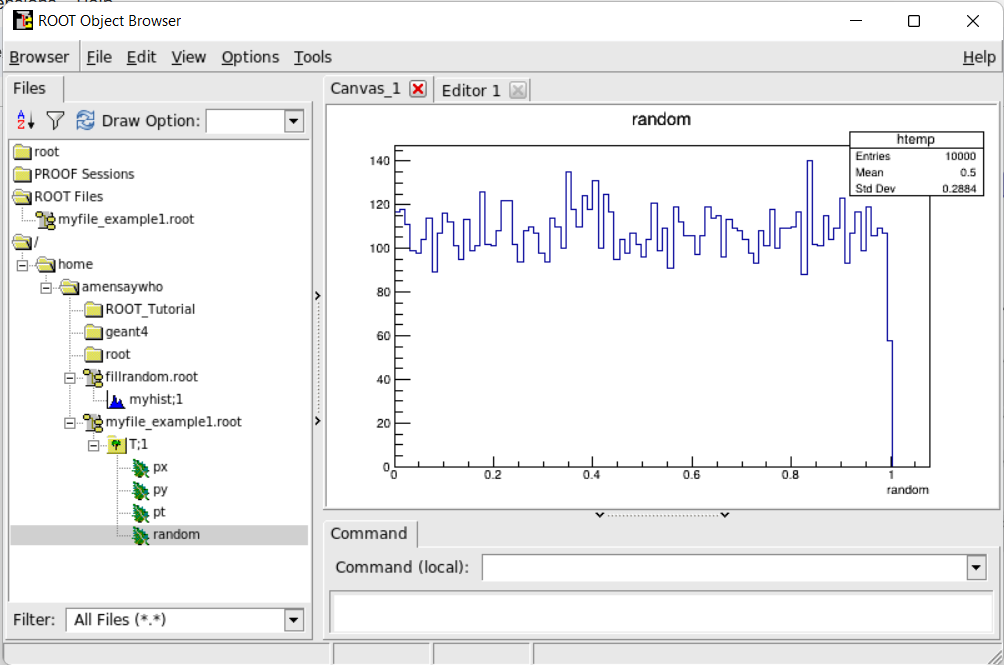 ROOT Object Browser
Browser File Edit View Options Tools Help
Files
Draw Option:
root
PROOF Sessions
ROOT Files
myfile_example1.root
/
home
amensaywho
ROOT_Tutorial
geant4
root
fillrandom.root
myhist;1
myfile_example1.root
T;1
px
py
pt
random
Filter: All Files (*.*)
Canvas_1 Editor 1
random
htemp
Entries 10000
Mean 0.5
Std Dev 0.2884
140
120
100
80
60
40
20
0
0 0.2 0.4 0.6 0.8 1
random
Command
Command (local):